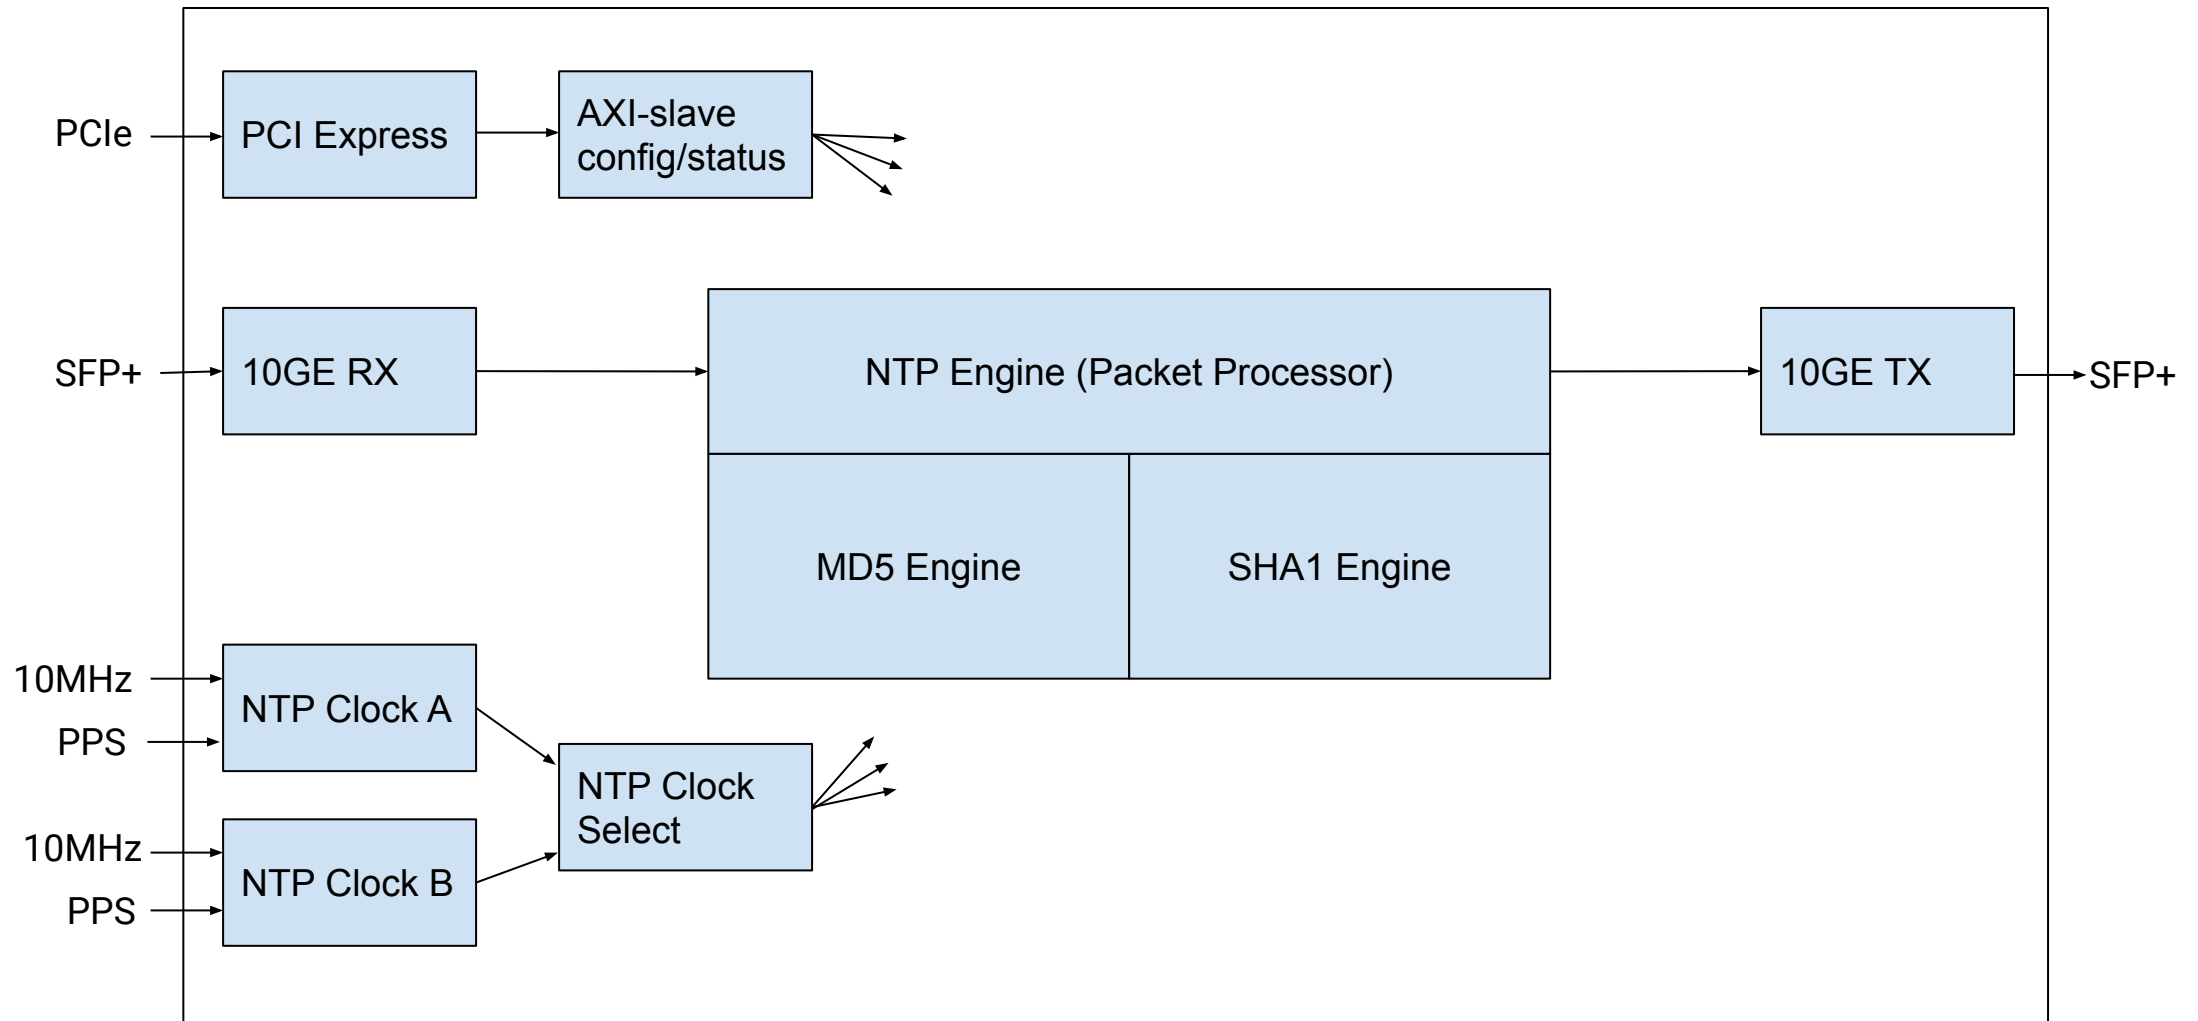 PCIe
PCI Express
AXI-slave
config/status
SFP+
10GE RX
NTP Engine (Packet Processor)
10GE TX
SFP+
MD5 Engine
SHA1 Engine
10MHz
PPS
NTP Clock A
NTP Clock
Select
10MHz
PPS
NTP Clock B